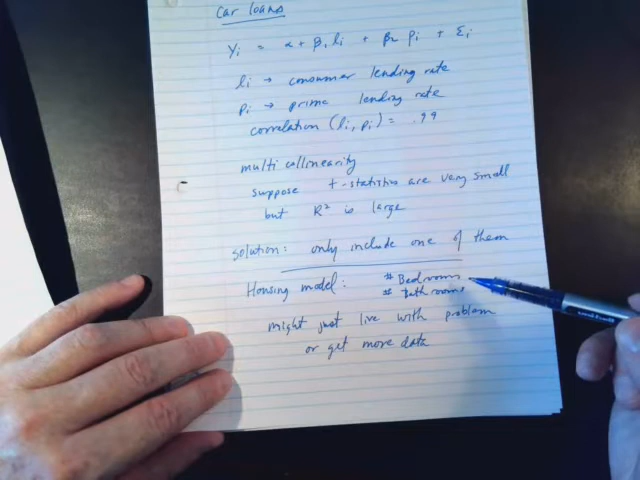 car loans
Yi = α + β1 li + β2 pi + εi
li → consumer lending rate
pi → prime lending rate
correlation (li, pi) = .99
multicollinearity
suppose t-statistics are very small
but R² is large
solution: only include one of them
Housing model: # Bedrooms
# bathrooms
might just live with problem
or get more data